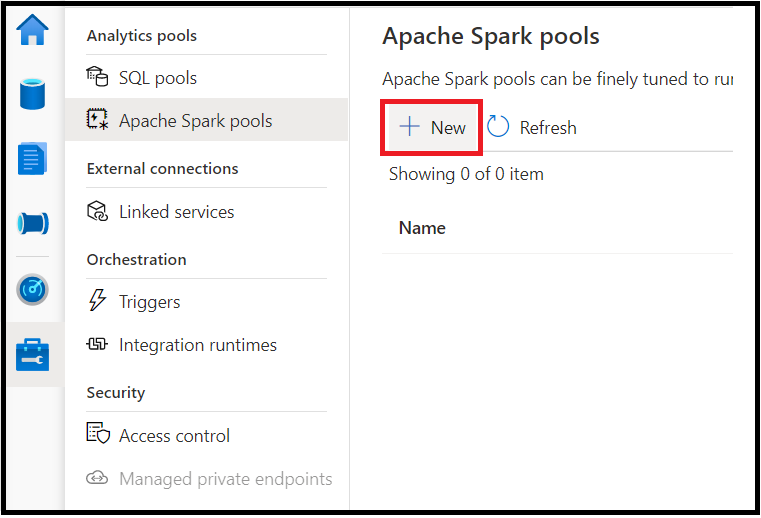 Analytics pools
SQL pools
Apache Spark pools
External connections
Linked services
Orchestration
Triggers
Integration runtimes
Security
Access control
Managed private endpoints
Apache Spark pools
Apache Spark pools can be finely tuned to rur
New
Refresh
Showing 0 of 0 item
Name